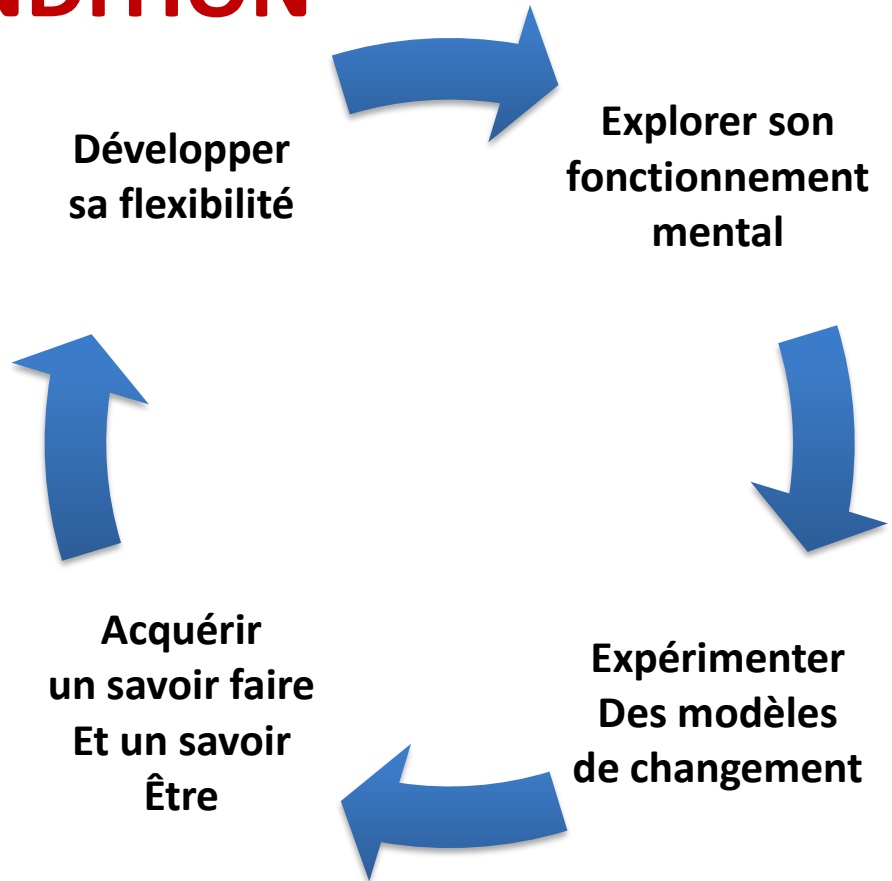 NDITION
Développer
sa flexibilité
Explorer son
fonctionnement
mental
Expérimenter
Des modèles
de changement
Acquérir
un savoir faire
Et un savoir
Être